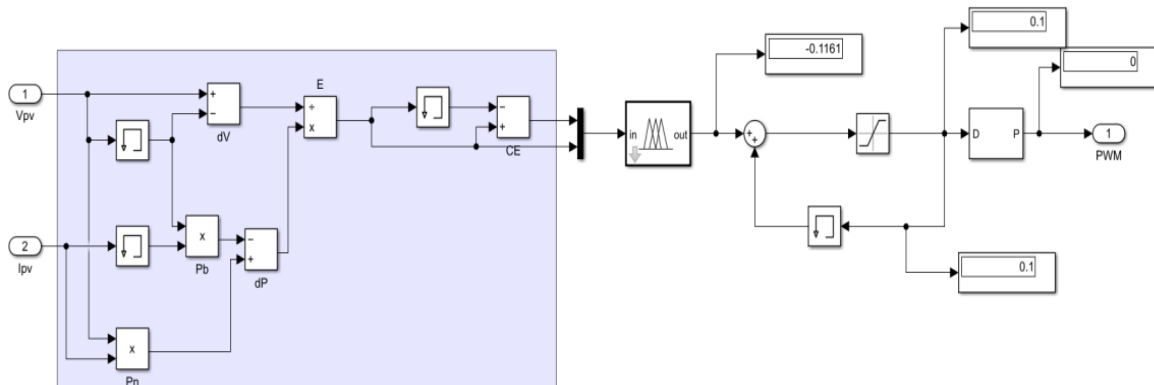 0.1
-0.1161
0
E
1
+
÷
−
Vpv
−
x
+
dV
CE
in
out
+
+
D
P
1
PWM
2
x
−
Ipv
Pb
+
dP
0.1
x
Pn